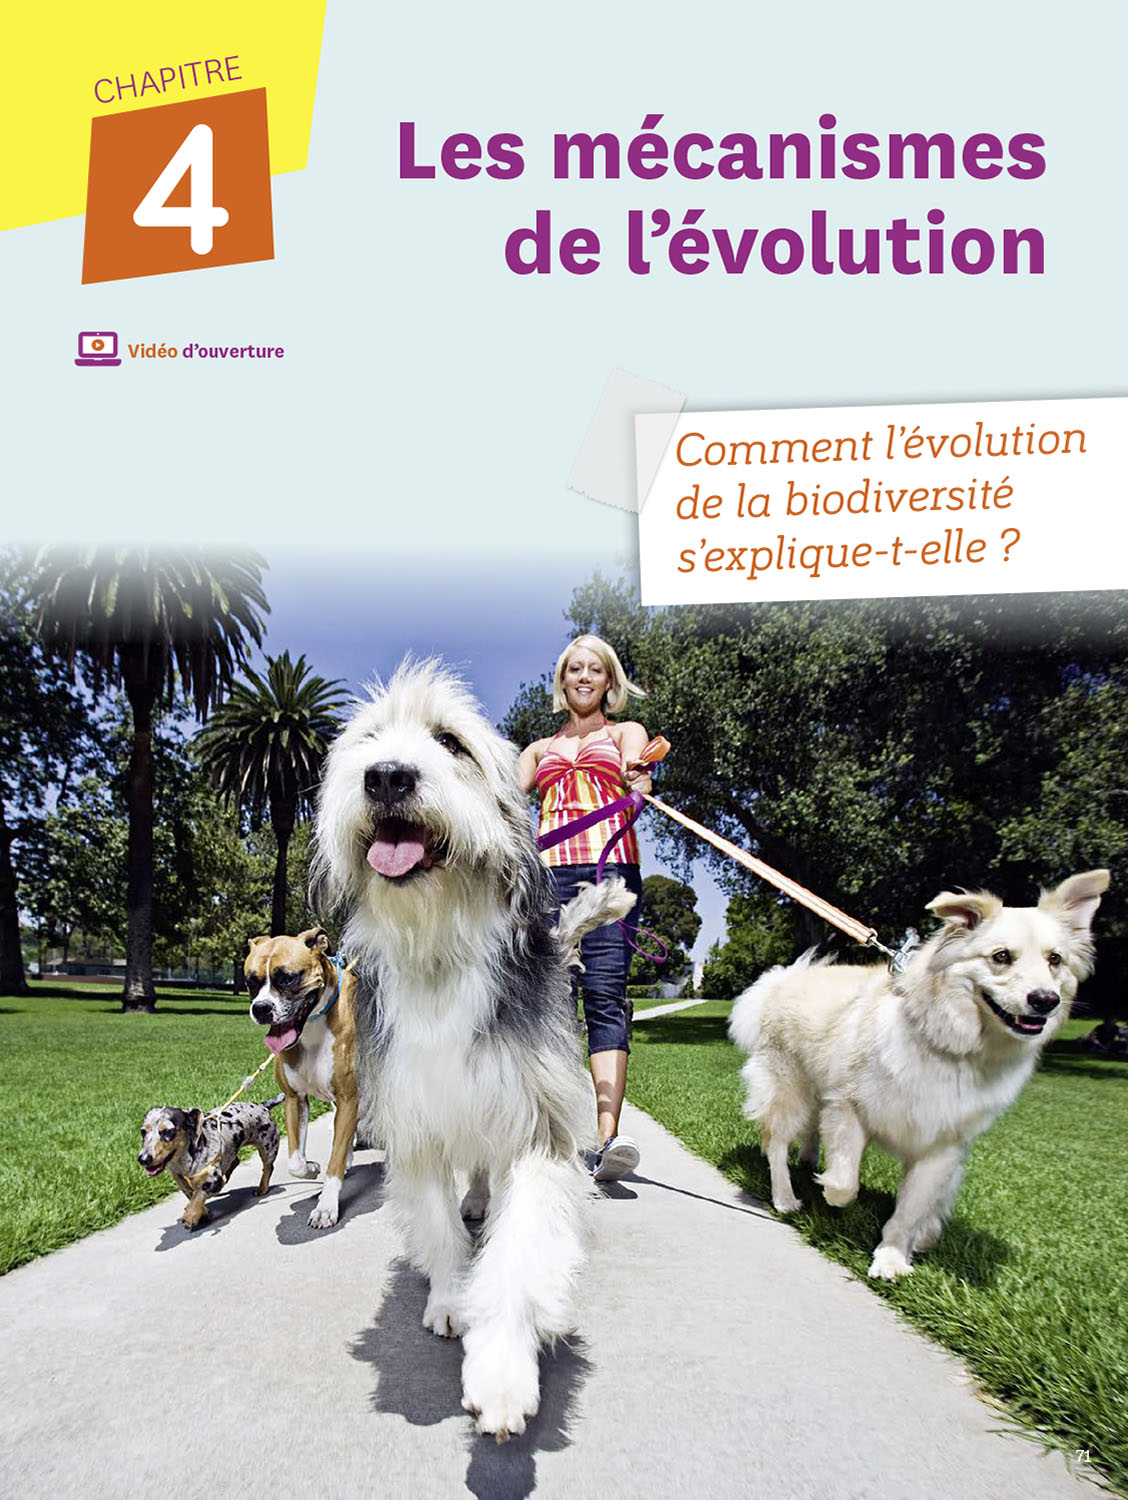 CHAPITRE
4
Les mécanismes
de l'évolution
Vidéo d'ouverture
Comment l'évolution
de la biodiversité
s'explique-t-elle ?
71